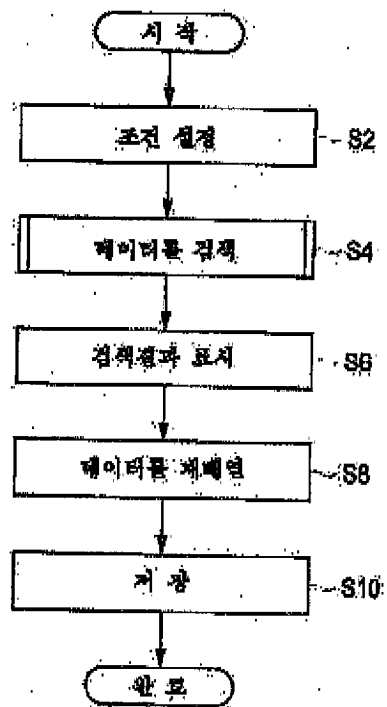 시작
조건 설정
S2
데이터를 검색
S4
검색결과 표시
S6
데이터를 재배열
S8
저장
S10
완료